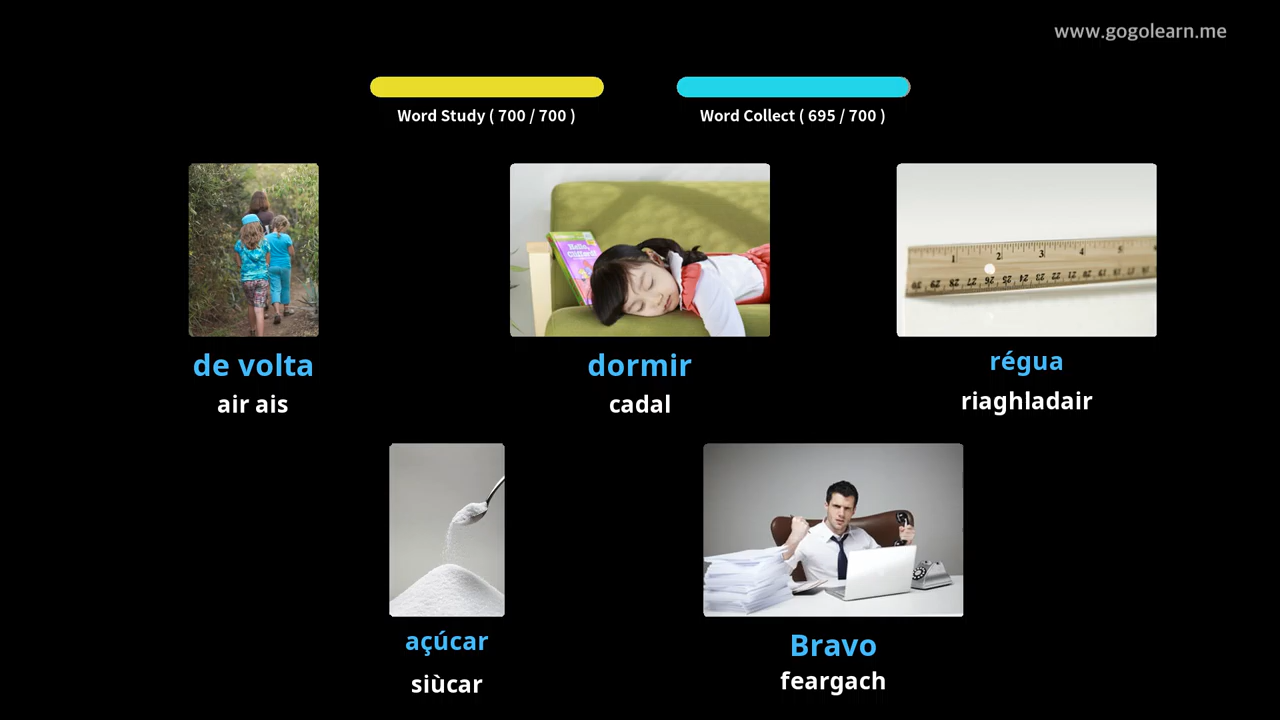 www.gogolearn.me
Word Study ( 700 / 700 )
Word Collect ( 695 / 700 )
de volta
air ais
dormir
cadal
régua
riaghladair
açúcar
siùcar
Bravo
feargach